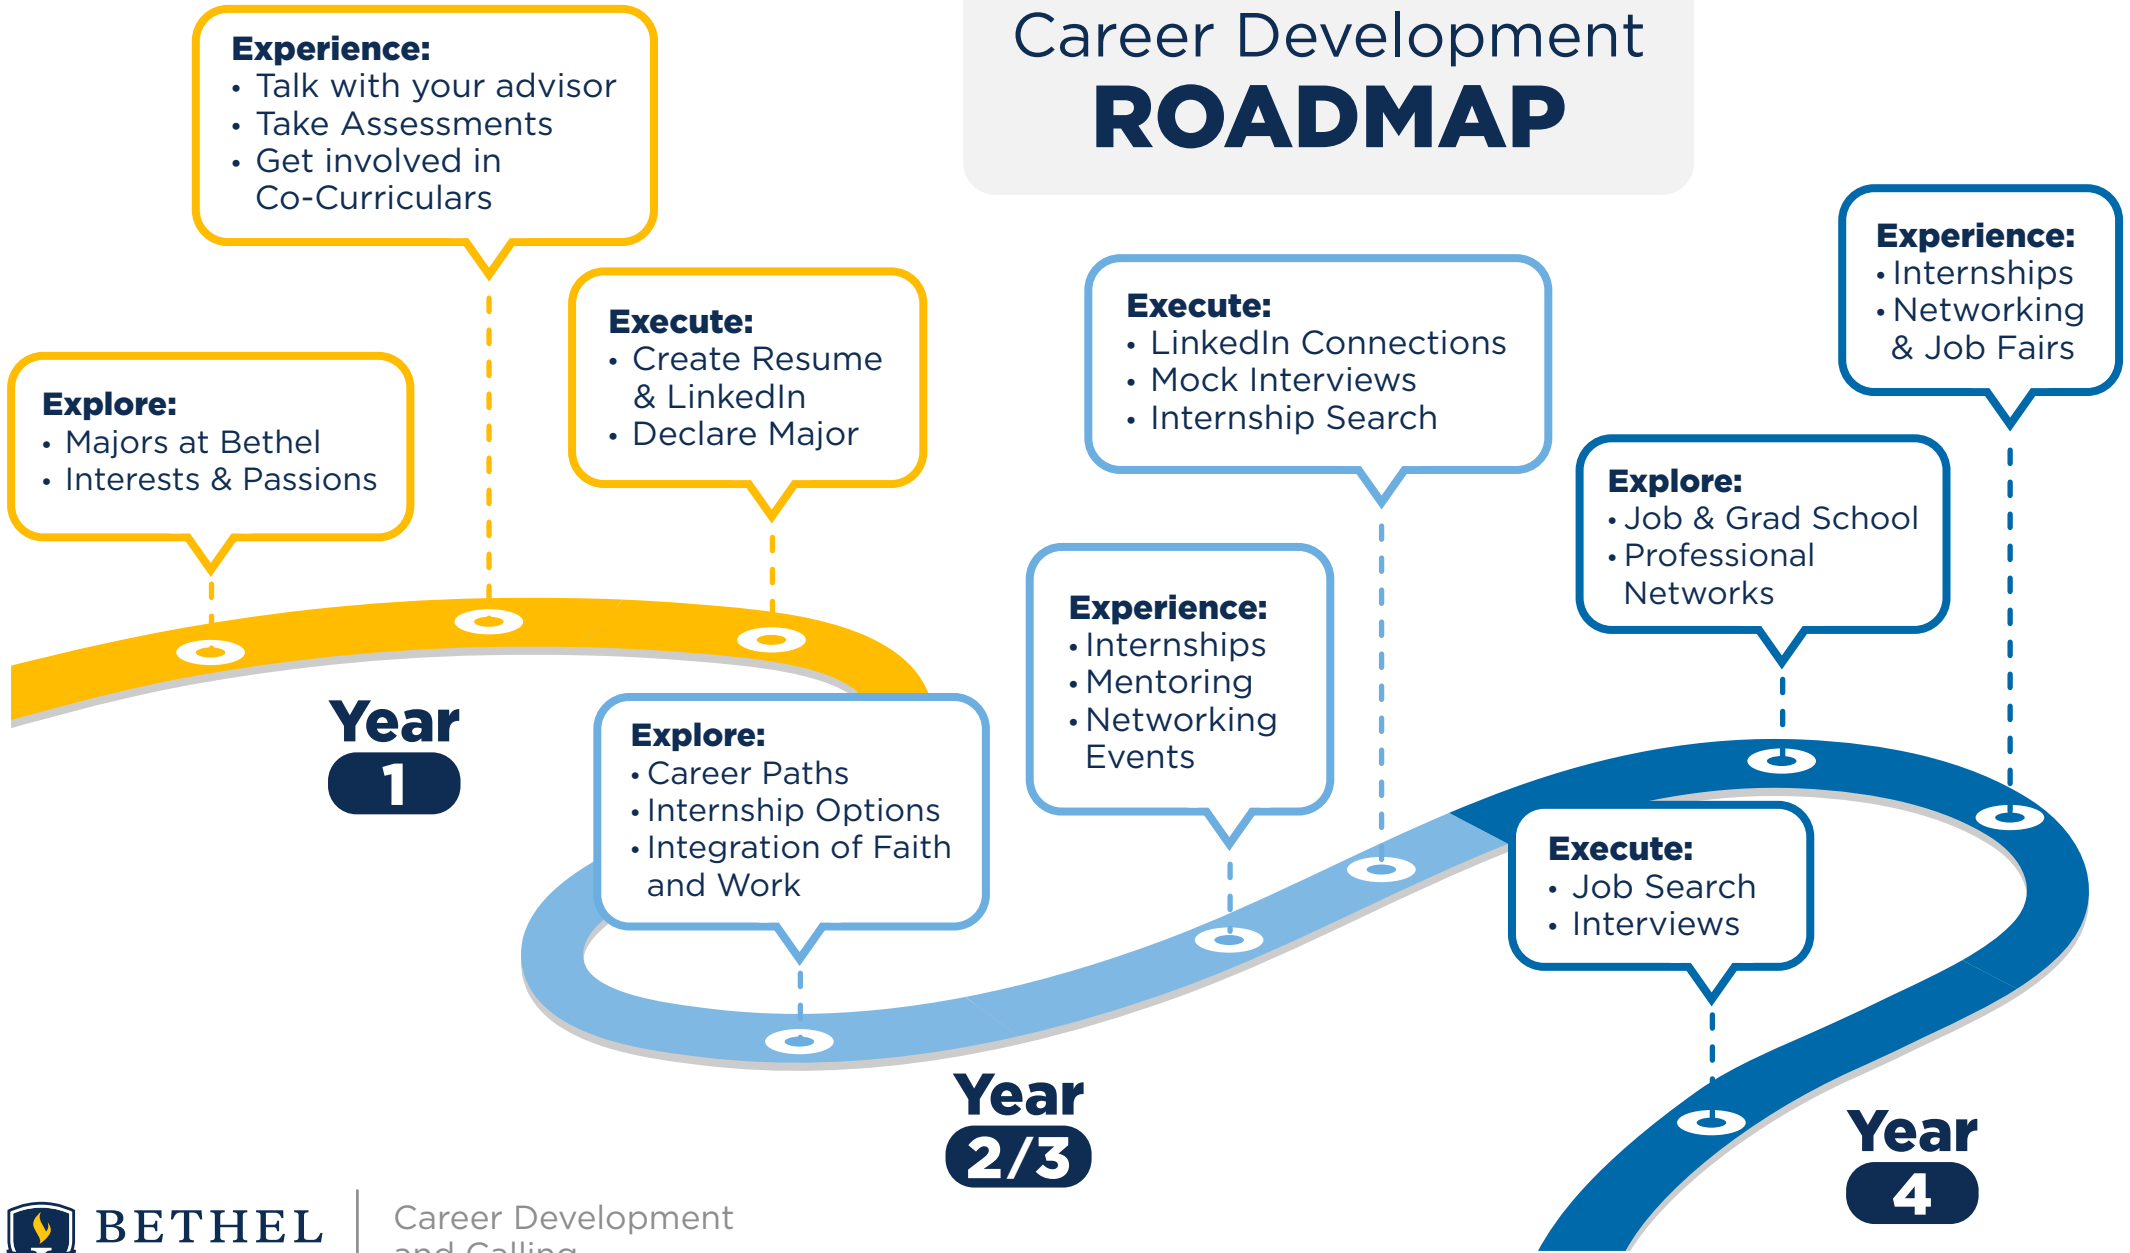 Career Development
ROADMAP
Experience:
• Talk with your advisor
• Take Assessments
• Get involved in
Co-Curriculars
Explore:
• Majors at Bethel
• Interests & Passions
Execute:
• Create Resume
& LinkedIn
• Declare Major
Year
1
Explore:
• Career Paths
• Internship Options
• Integration of Faith
and Work
Experience:
• Internships
• Mentoring
• Networking
Events
Execute:
• LinkedIn Connections
• Mock Interviews
• Internship Search
Year
2/3
Explore:
• Job & Grad School
• Professional
Networks
Experience:
• Internships
• Networking
& Job Fairs
Execute:
• Job Search
• Interviews
Year
4
BETHEL
Career Development
and Calling